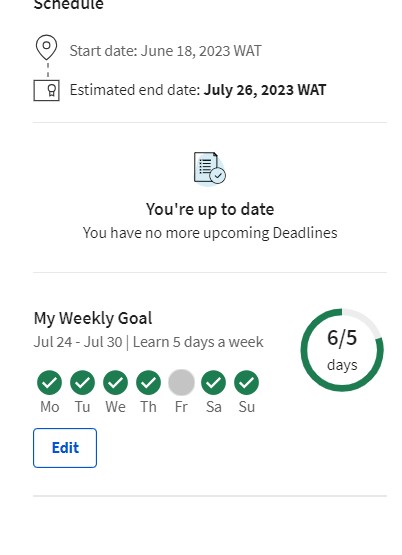 Schedule
Start date: June 18, 2023 WAT
Estimated end date: July 26, 2023 WAT
You're up to date
You have no more upcoming Deadlines
My Weekly Goal
Jul 24 - Jul 30 | Learn 5 days a week
6/5
days
Mo Tu We Th Fr Sa Su
Edit